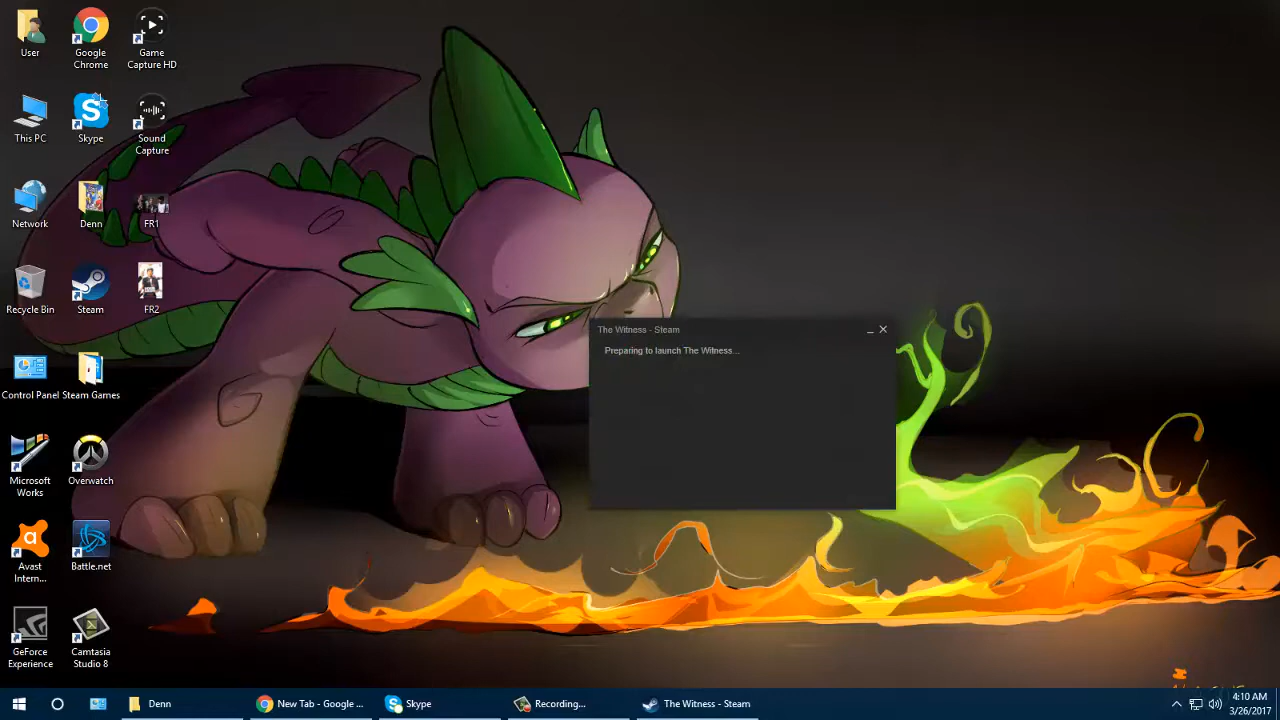 User
Google
Chrome
Game
Capture HD
This PC
Skype
Sound
Capture
Network
Denn
FR1
Recycle Bin
Steam
FR2
Control Panel
Steam Games
Microsoft
Works
Overwatch
Avast
Intern...
Battle.net
GeForce
Experience
Camtasia
Studio 8
The Witness - Steam
Preparing to launch The Witness...
Denn
New Tab - Google ...
Skype
Recording...
The Witness - Steam
4:10 AM
3/26/2017